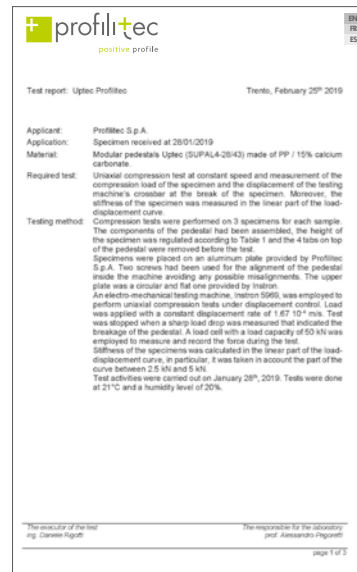 profilitec
positive profile
EN
FR
ES
Test report: Uptec Profilitec
Trento, February 25th 2019
Applicant: Profilitec S.p.A.
Application: Specimen received at 28/01/2019
Material: Modular pedestals Uptec (SUPAL4-28/43) made of PP / 15% calcium
carbonate.
Required test: Uniaxial compression test at constant speed and measurement of the
compression load of the specimen and the displacement of the testing
machine's crossbar at the break of the specimen. Moreover, the
stiffness of the specimen was measured in the linear part of the load-
displacement curve.
Testing method: Compression tests were performed on 3 specimens for each sample.
The components of the pedestal had been assembled, the height of
the specimen was regulated according to Table 1 and the 4 tabs on top
of the pedestal were removed before the test.
Specimens were placed on an aluminum plate provided by Profilitec
S.p.A. Two screws had been used for the alignment of the pedestal
inside the machine avoiding any possible misalignments. The upper
plate was a circular and flat one provided by Instron.
An electro-mechanical testing machine, Instron 5969, was employed to
perform uniaxial compression tests under displacement control. Load
was applied with a constant displacement rate of 1.67 10-4 m/s. Test
was stopped when a sharp load drop was measured that indicated the
breakage of the pedestal. A load cell with a load capacity of 50 kN was
employed to measure and record the force during the test.
Stiffness of the specimens was calculated in the linear part of the load-
displacement curve, in particular, it was taken in account the part of the
curve between 2.5 kN and 5 kN.
Test activities were carried out on January 28th, 2019. Tests were done
at 21°C and a humidity level of 20%.
The executor of the test
ing. Daniele Rigotti
The responsible for the laboratory
prof. Alessandro Pegoretti
page 1 of 3